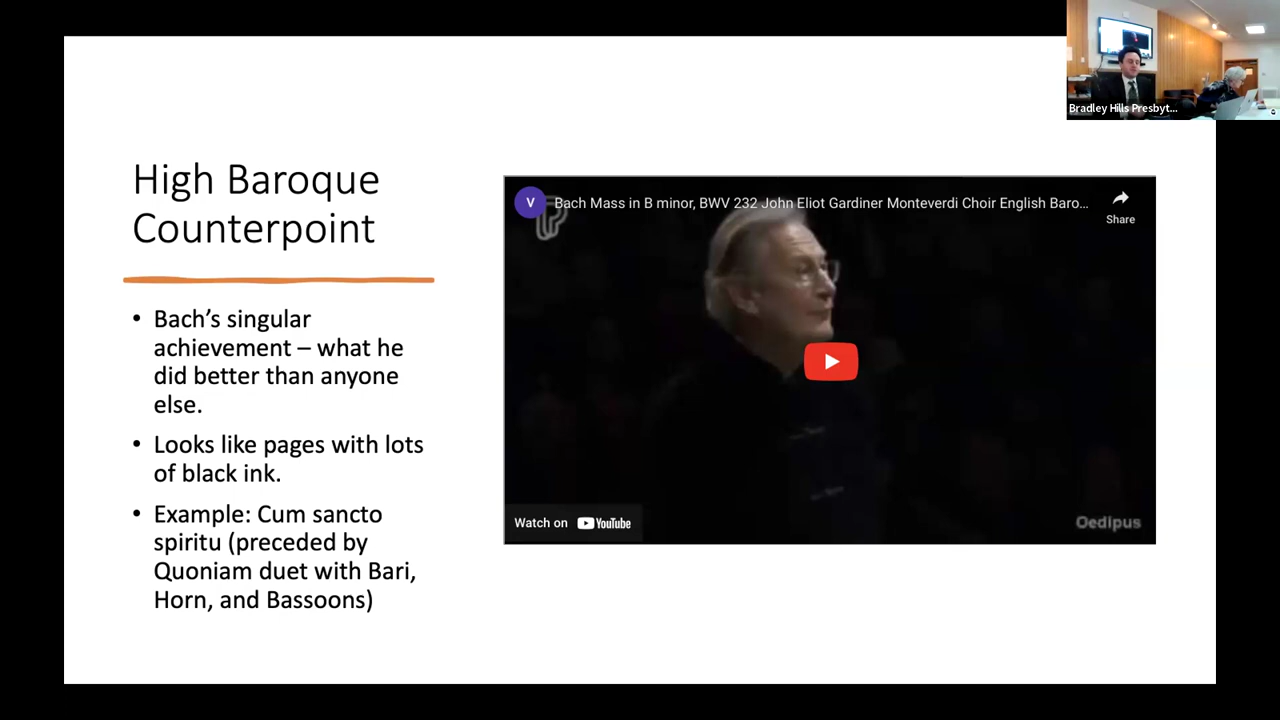 Bradley Hills Presbyt...
High Baroque
Counterpoint
• Bach’s singular
achievement – what he
did better than anyone
else.
• Looks like pages with lots
of black ink.
• Example: Cum sancto
spiritu (preceded by
Quoniam duet with Bari,
Horn, and Bassoons)
V
Bach Mass in B minor, BWV 232 John Eliot Gardiner Monteverdi Choir English Baro...
Share
Watch on YouTube
Oedipus